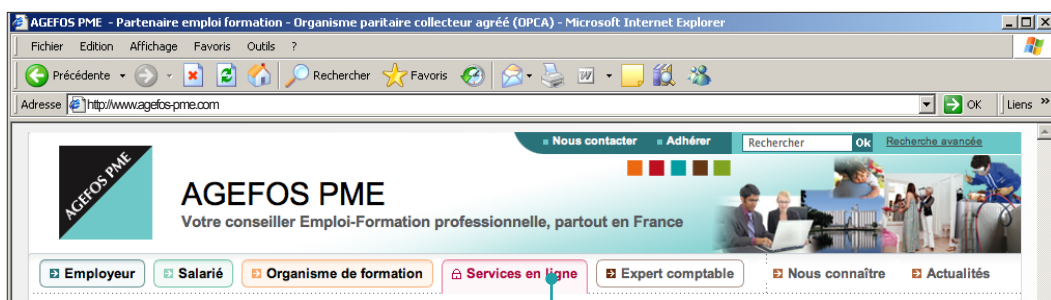 AGEFOS PME - Partenaire emploi formation - Organisme paritaire collecteur agréé (OPCA) - Microsoft Internet Explorer
Fichier Edition Affichage Favoris Outils ?
Précédente Rechercher Favoris
Adresse http://www.agefos-pme.com OK Liens »
Nous contacter Adhérer Rechercher Ok Recherche avancée
AGEFOS PME
AGEFOS PME
Votre conseiller Emploi-Formation professionnelle, partout en France
Employeur Salarié Organisme de formation Services en ligne Expert comptable Nous connaître Actualités